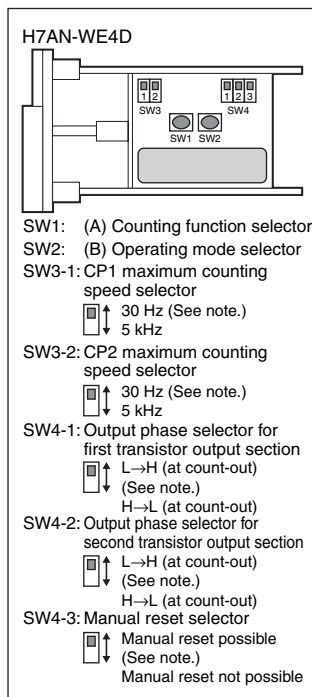 H7AN-WE4D
1 2
SW3
1 2 3
SW4
SW1 SW2
SW1: (A) Counting function selector
SW2: (B) Operating mode selector
SW3-1: CP1 maximum counting
speed selector
30 Hz (See note.)
5 kHz
SW3-2: CP2 maximum counting
speed selector
30 Hz (See note.)
5 kHz
SW4-1: Output phase selector for
first transistor output section
L→H (at count-out)
(See note.)
H→L (at count-out)
SW4-2: Output phase selector for
second transistor output section
L→H (at count-out)
(See note.)
H→L (at count-out)
SW4-3: Manual reset selector
Manual reset possible
(See note.)
Manual reset not possible